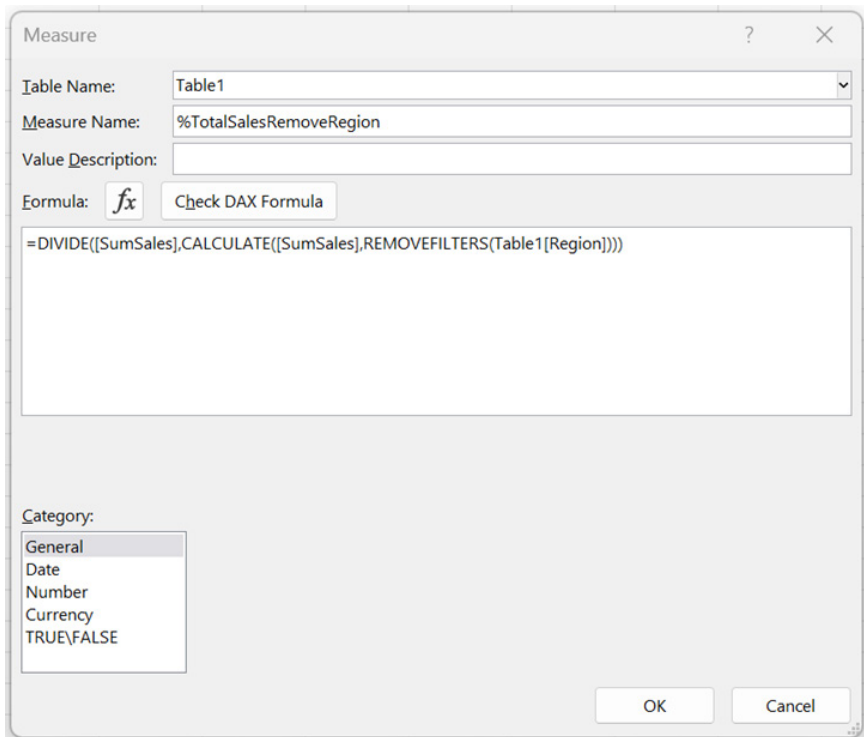 Measure ?
Table Name: Table1
Measure Name: %TotalSalesRemoveRegion
Value Description:
Formula: fx Check DAX Formula
=DIVIDE([SumSales],CALCULATE([SumSales],REMOVEFILTERS(Table1[Region])))
Category:
General
Date
Number
Currency
TRUE\FALSE
OK Cancel